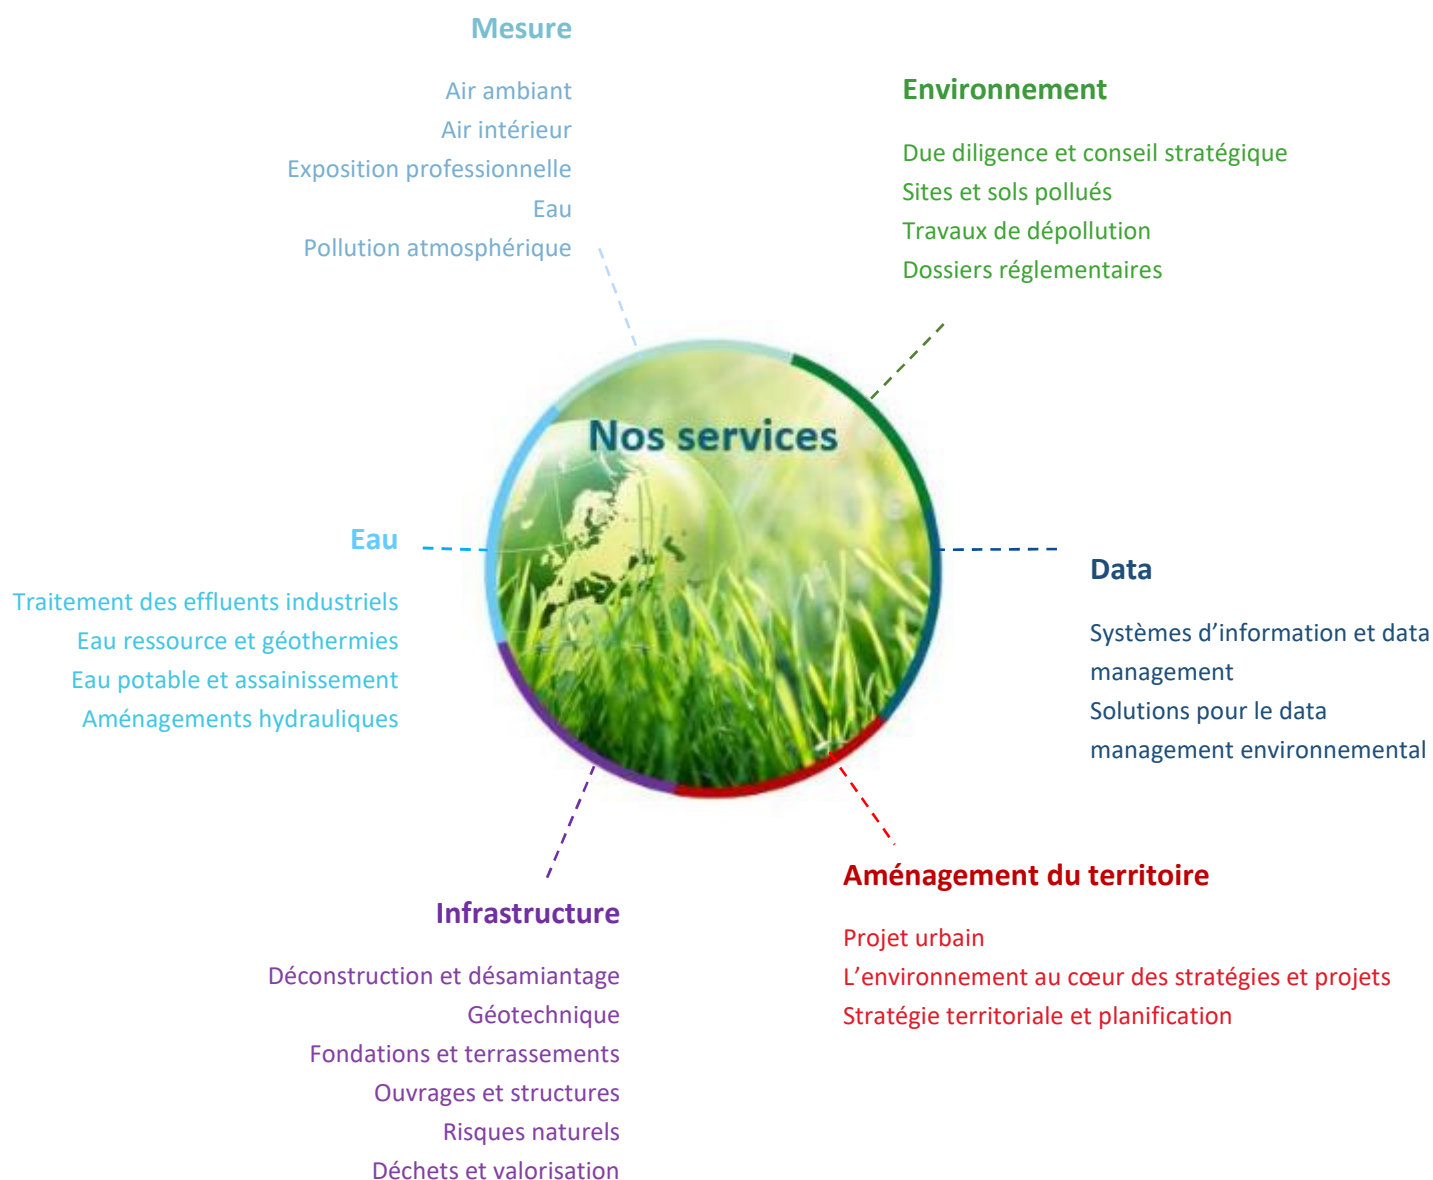 Mesure
Air ambiant
Air intérieur
Exposition professionnelle
Eau
Pollution atmosphérique
Environnement
Due diligence et conseil stratégique
Sites et sols pollués
Travaux de dépollution
Dossiers réglementaires
Nos services
Eau
Traitement des effluents industriels
Eau ressource et géothermies
Eau potable et assainissement
Aménagements hydrauliques
Data
Systèmes d’information et data
management
Solutions pour le data
management environnemental
Infrastructure
Déconstruction et désamiantage
Géotechnique
Fondations et terrassements
Ouvrages et structures
Risques naturels
Déchets et valorisation
Aménagement du territoire
Projet urbain
L’environnement au cœur des stratégies et projets
Stratégie territoriale et planification